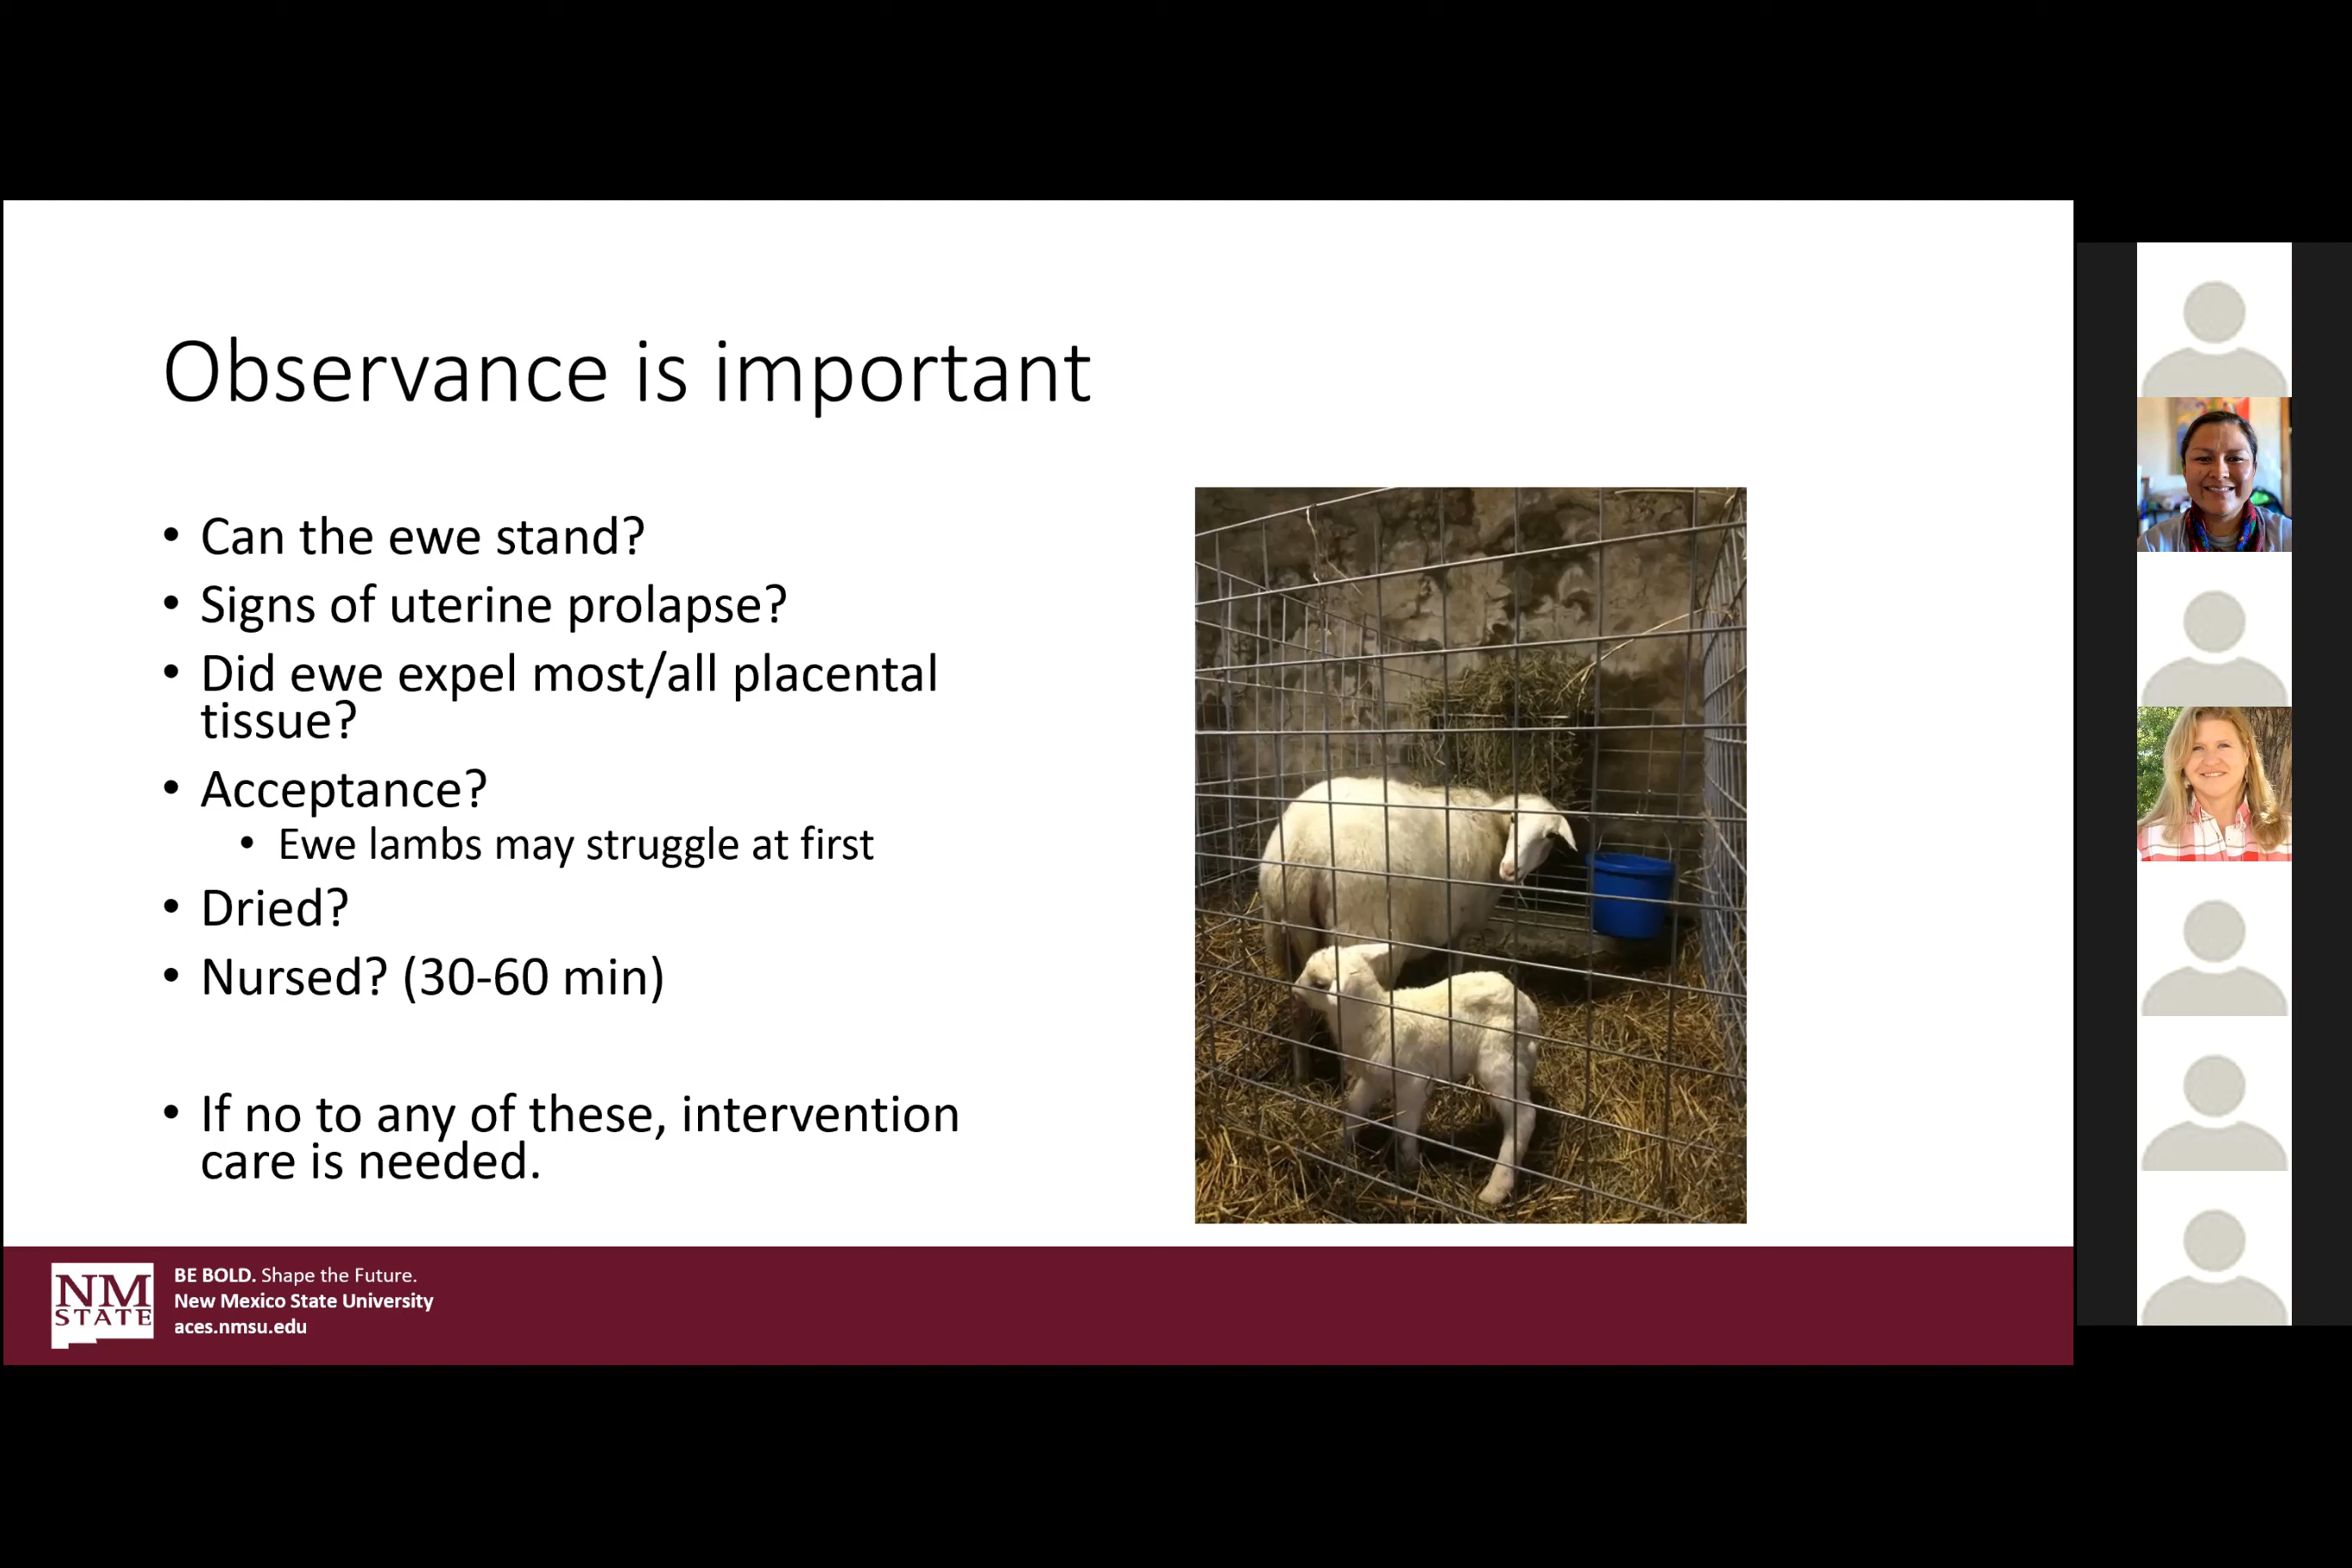 Observance is important
• Can the ewe stand?
• Signs of uterine prolapse?
• Did ewe expel most/all placental
tissue?
• Acceptance?
• Ewe lambs may struggle at first
• Dried?
• Nursed? (30-60 min)
• If no to any of these, intervention
care is needed.
NM
STATE
BE BOLD. Shape the Future.
New Mexico State University
aces.nmsu.edu